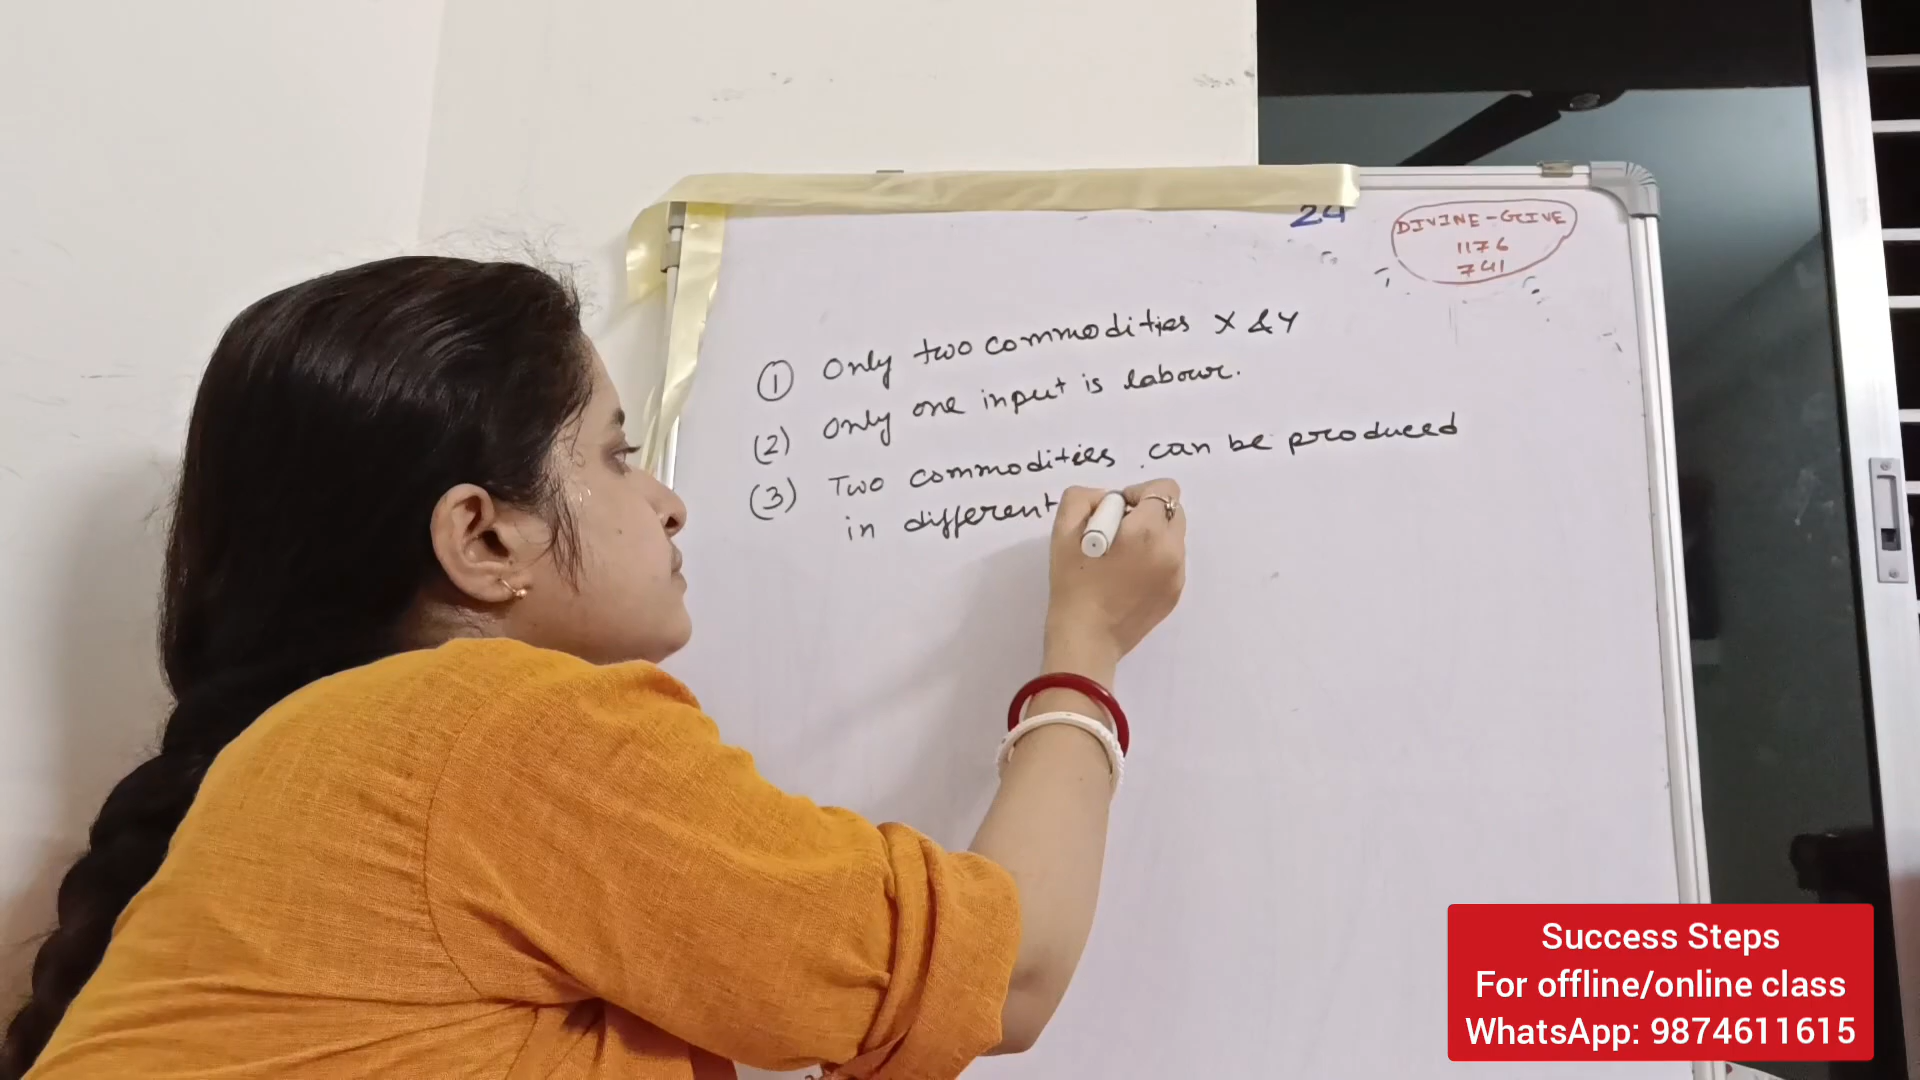 24
DIVINE-GIVE
1176
741
① Only two commodities X & Y
(2) Only one input is labour.
(3) Two commodities can be produced
in different
Success Steps
For offline/online class
WhatsApp: 9874611615